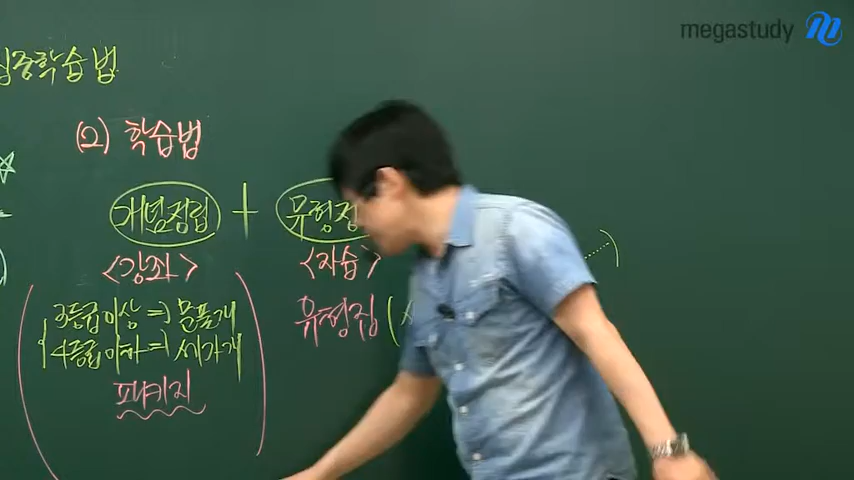 megastudy
학습법
(2) 학습법
개념정립 + 유형정
<강좌> <자습>
3등급 이상 => 문풀개
4등급 이하 => 세가개
패키지
유형집 (